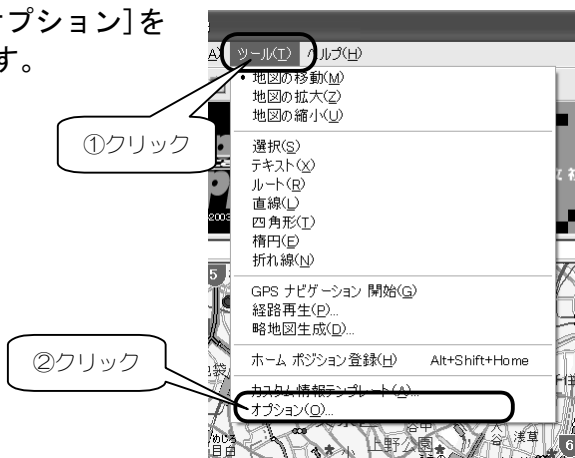 オプション]を
す。
ツール(T) ヘルプ(H)
①クリック
地図の移動(M)
地図の拡大(Z)
地図の縮小(U)
選択(S)
テキスト(X)
ルート(R)
直線(L)
四角形(T)
楕円(E)
折れ線(N)
GPS ナビゲーション 開始(G)
経路再生(P)...
略地図生成(D)...
ホーム ポジション登録(H) Alt+Shift+Home
②クリック
カスタム情報テンプレート(A)...
オプション(O)...
2003
5
上野公園
浅草
6